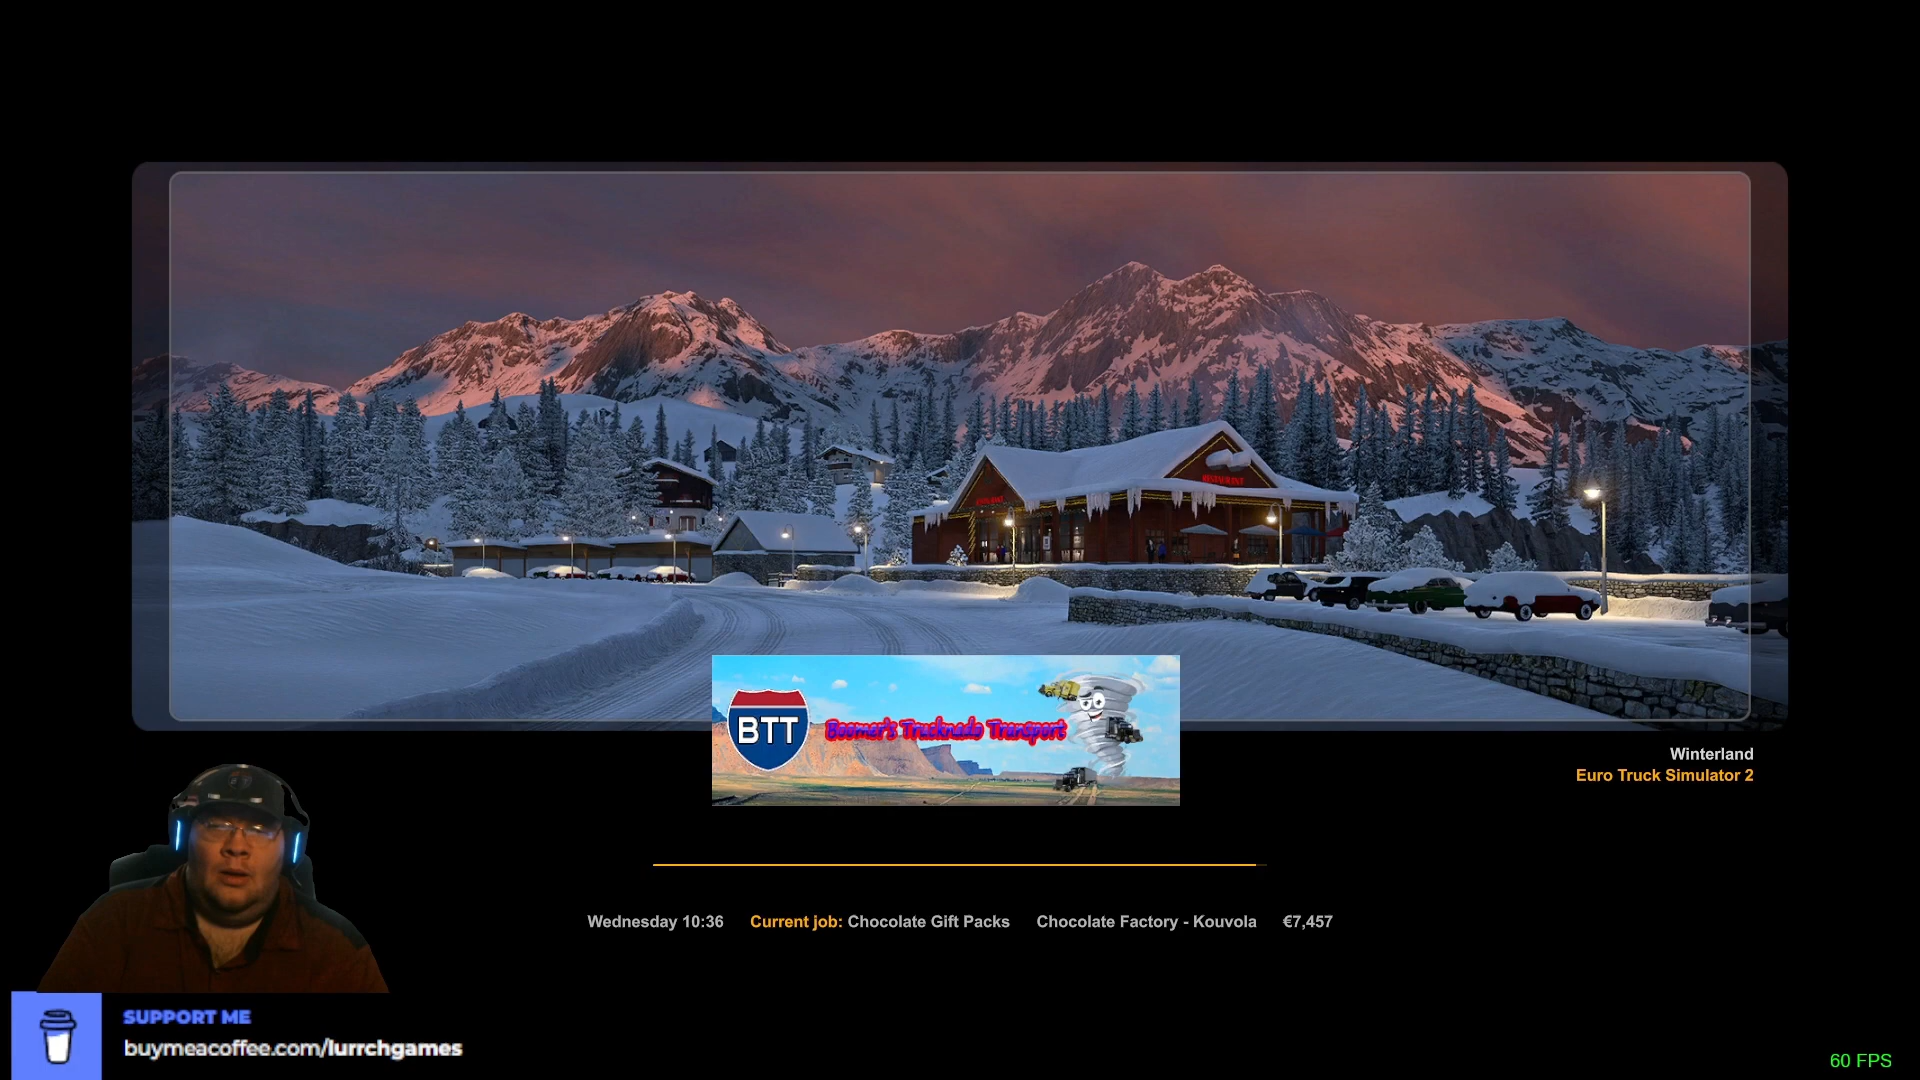 RESTAURANT
BTT
Boomer's Trucknado Transport
Winterland
Euro Truck Simulator 2
Wednesday 10:36 Current job: Chocolate Gift Packs Chocolate Factory - Kouvola €7,457
SUPPORT ME
buymeacoffee.com/lurrchgames
60 FPS